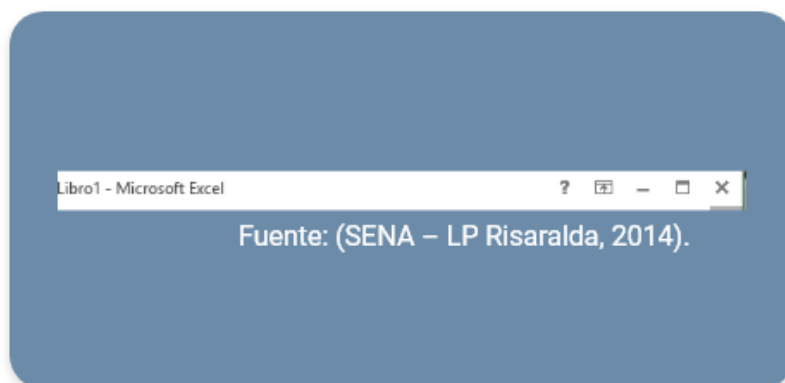 Libro1 - Microsoft Excel ?
Fuente: (SENA – LP Risaralda, 2014).